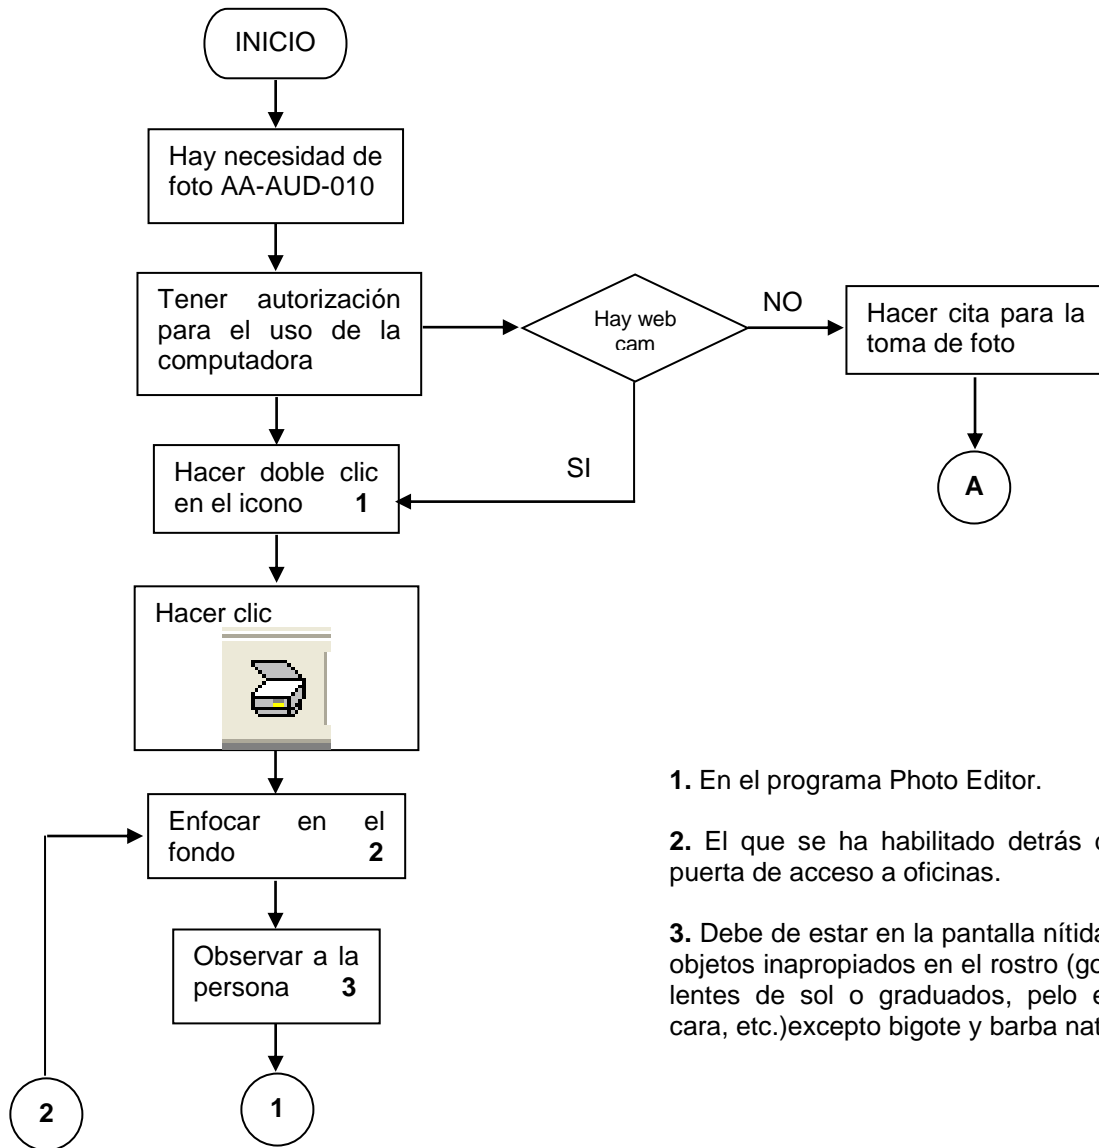 INICIO
Hay necesidad de
foto AA-AUD-010
Tener autorización
para el uso de la
computadora
Hay web
cam
NO
Hacer cita para la
toma de foto
SI
A
Hacer doble clic
en el icono 1
Hacer clic
Enfocar en el
fondo 2
Observar a la
persona 3
2
1
1. En el programa Photo Editor.
2. El que se ha habilitado detrás
puerta de acceso a oficinas.
3. Debe de estar en la pantalla
objetos inapropiados en el rostro
lentes de sol o graduados, pelo
cara, etc.)excepto bigote y barba